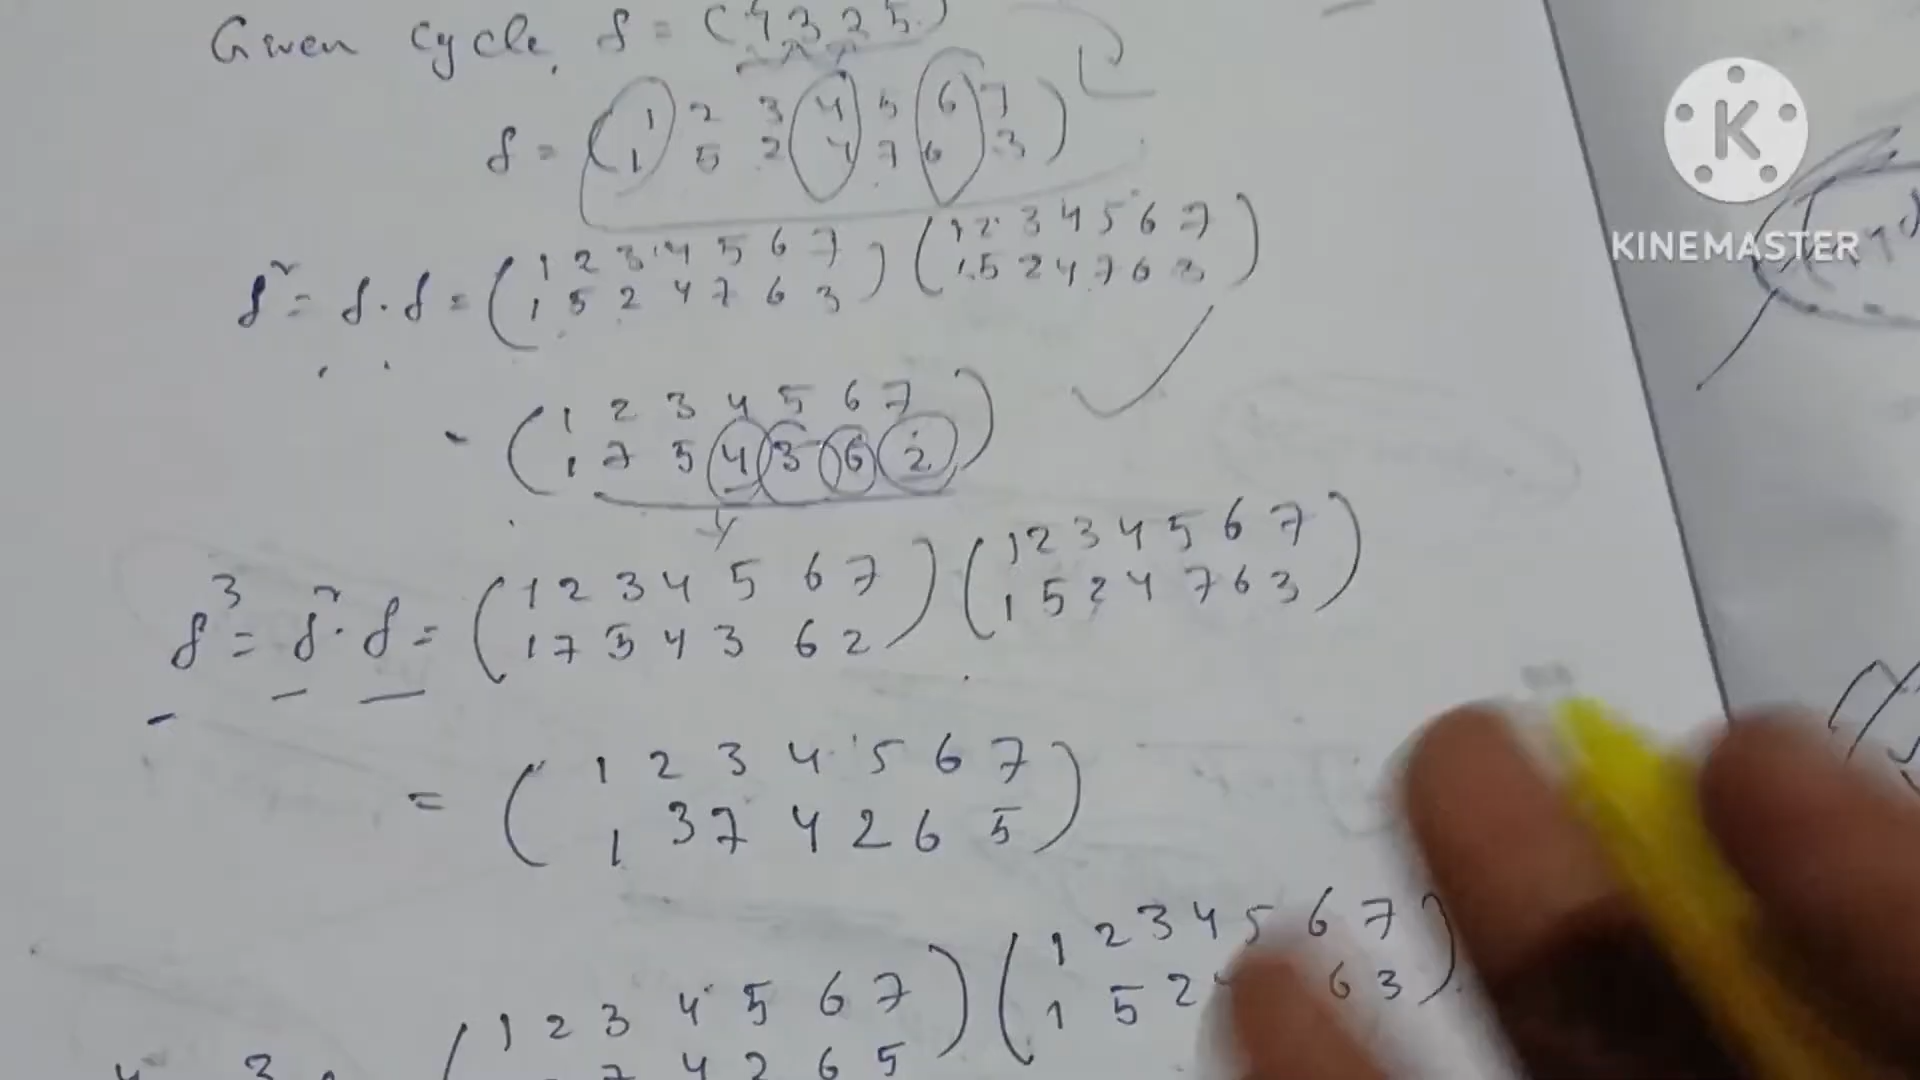 Given cycle, f = (7 3 2 5)
f = (1 2 3 4 5 6 7
1 5 2 4 7 6 3)
f² = f · f = (1 2 3 4 5 6 7) (1 2 3 4 5 6 7)
(1 5 2 4 7 6 3) (1 5 2 4 7 6 3)
- (1 2 3 4 5 6 7
1 7 5 4 3 6 2)
f³ = f² · f = (1 2 3 4 5 6 7) (1 2 3 4 5 6 7)
(1 7 5 4 3 6 2) (1 5 2 4 7 6 3)
= (1 2 3 4 5 6 7
1 3 7 4 2 6 5)
(1 2 3 4 5 6 7) (1 2 3 4 5 6 7)
7 4 2 6 5 1 5 2 6 3)
K
KINEMASTER